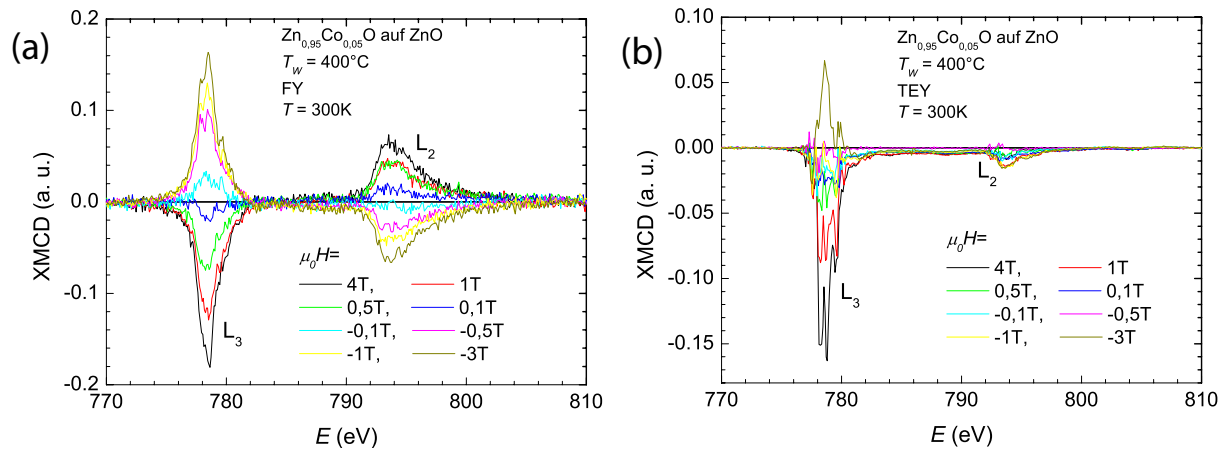 (a)
0.2
0.1
0.0
-0.1
-0.2
XMCD (a. u.)
Zn0,95Co0,05O auf ZnO
TW = 400°C
FY
T = 300K
L2
L3
μ0H=
4T, 1T
0,5T, 0,1T
-0,1T, -0,5T
-1T, -3T
770 780 790 800 810
E (eV)
(b)
-0.10
0.05
0.00
-0.05
-0.10
-0.15
XMCD (a. u.)
Zn0,95Co0,05O auf ZnO
TW = 400°C
TEY
T = 300K
L2
L3
μ0H=
4T, 1T
0,5T, 0,1T
-0,1T, -0,5T
-1T, -3T
770 780 790 800 810
E (eV)